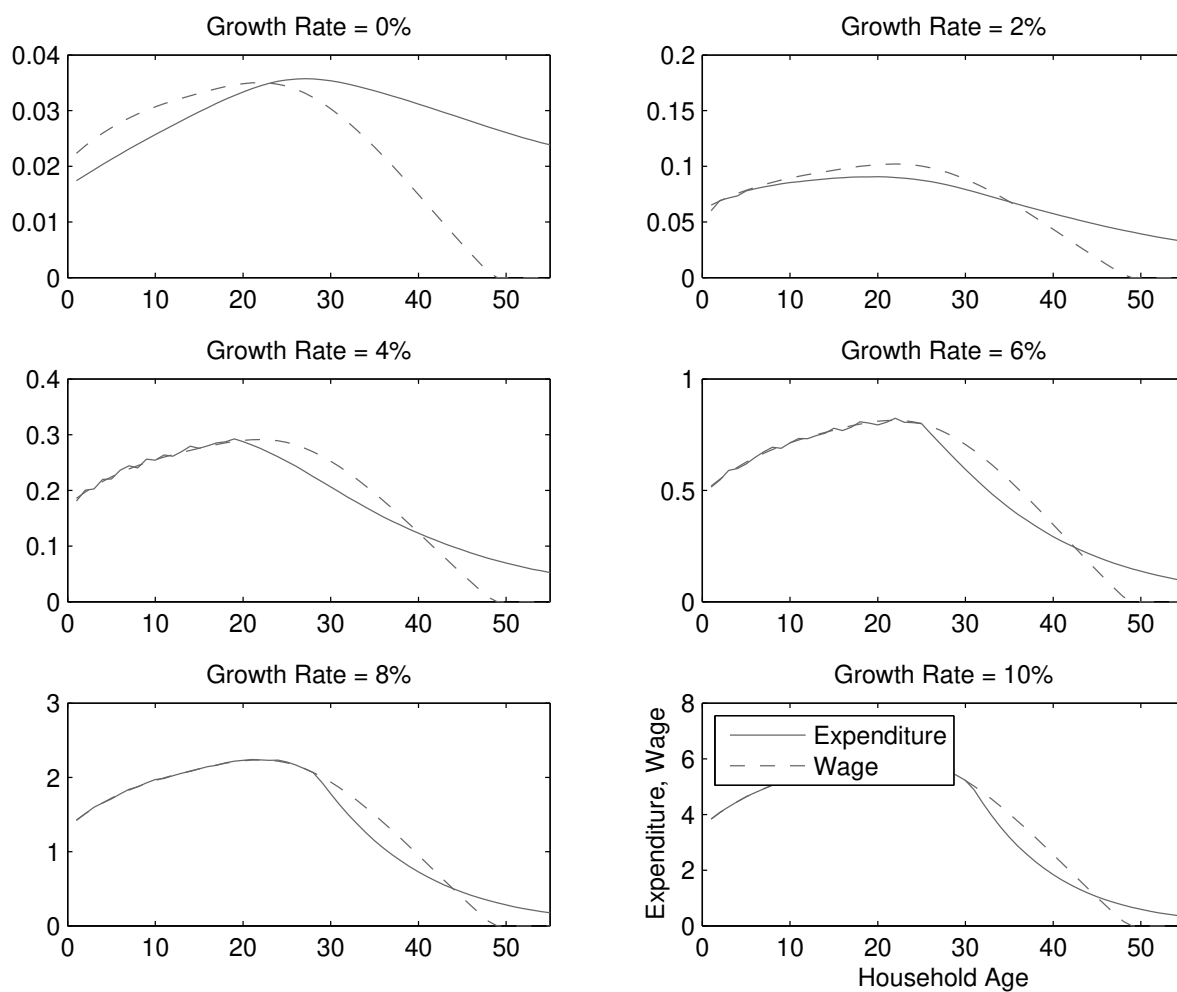 Growth Rate = 0%
0.04
0.03
0.02
0.01
0
0 10 20 30 40 50
Growth Rate = 2%
0.2
0.15
0.1
0.05
0
0 10 20 30 40 50
Growth Rate = 4%
0.4
0.3
0.2
0.1
0
0 10 20 30 40 50
Growth Rate = 6%
1
0.5
0
0 10 20 30 40 50
Growth Rate = 8%
3
2
1
0
0 10 20 30 40 50
Growth Rate = 10%
8
6
4
2
0
Expenditure, Wage
Expenditure
Wage
0 10 20 30 40 50
Household Age